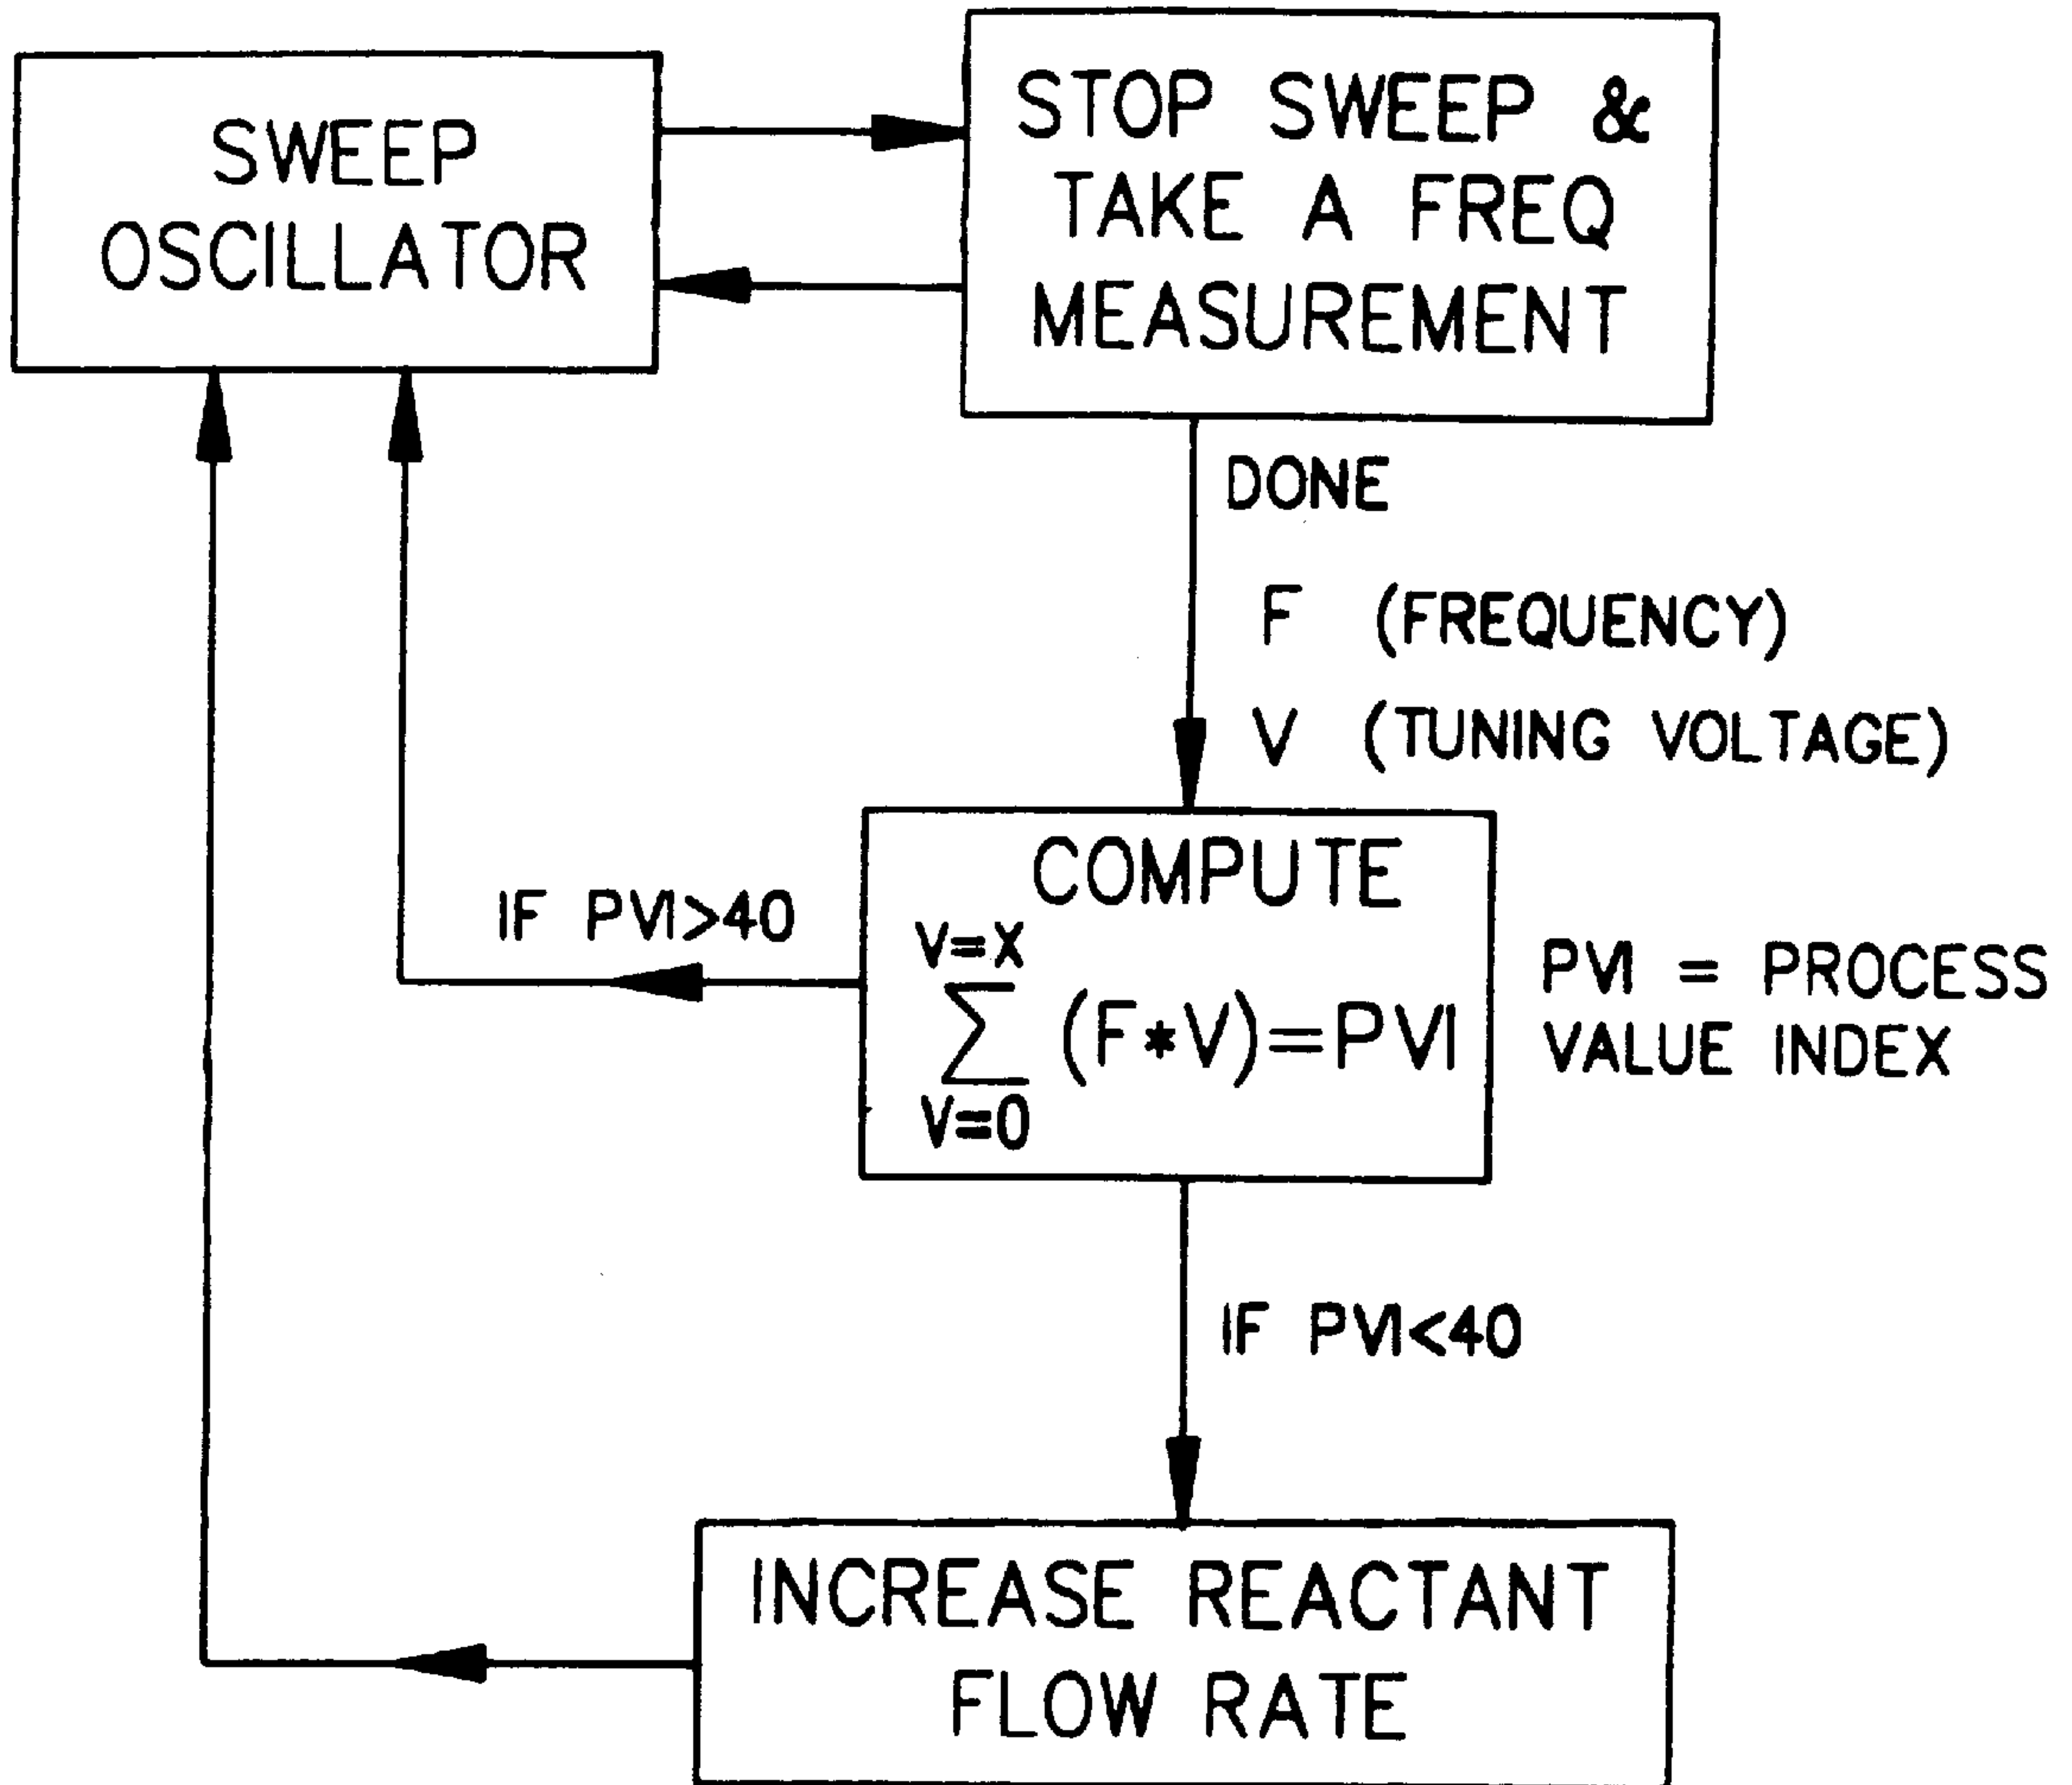 SWEEP
OSCILLATOR
STOP SWEEP &
TAKE A FREQ
MEASUREMENT
DONE
F (FREQUENCY)
V (TUNING VOLTAGE)
COMPUTE
V=X
∑ (F*V)=PVI
V=0
IF PVI>40
PVI = PROCESS
VALUE INDEX
IF PVI<40
INCREASE REACTANT
FLOW RATE